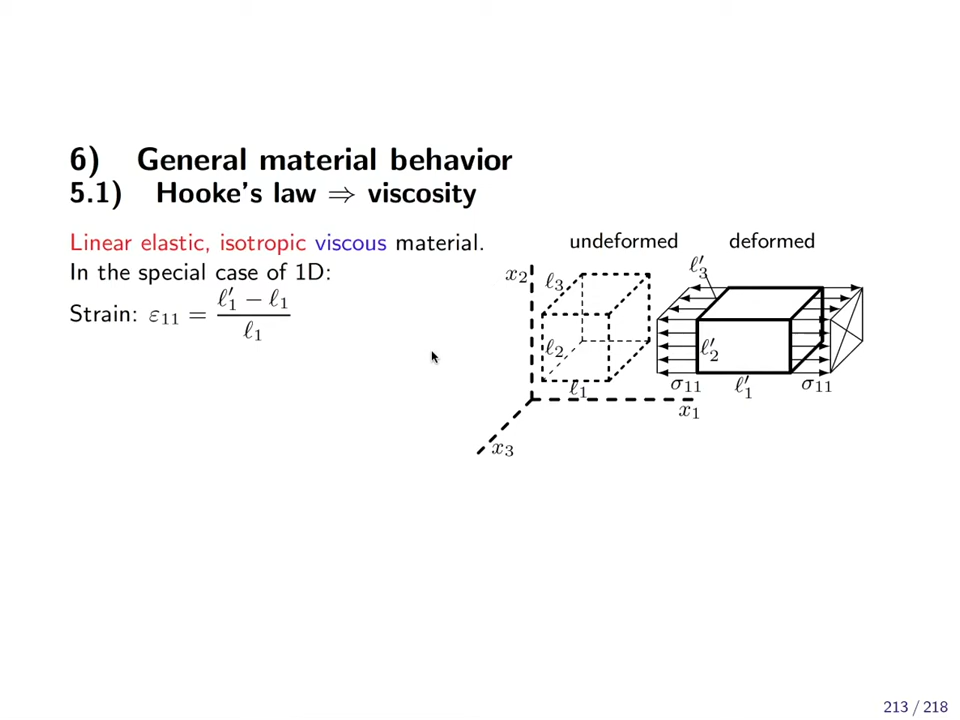 6) General material behavior
5.1) Hooke's law ⇒ viscosity
Linear elastic, isotropic viscous material.
In the special case of 1D:
Strain: ε₁₁ = (ℓ′₁ − ℓ₁) / ℓ₁
undeformed
deformed
x₂
ℓ₃
ℓ′₃
ℓ₂
ℓ′₂
ℓ₁
σ₁₁
ℓ′₁
σ₁₁
x₁
x₃
213 / 218